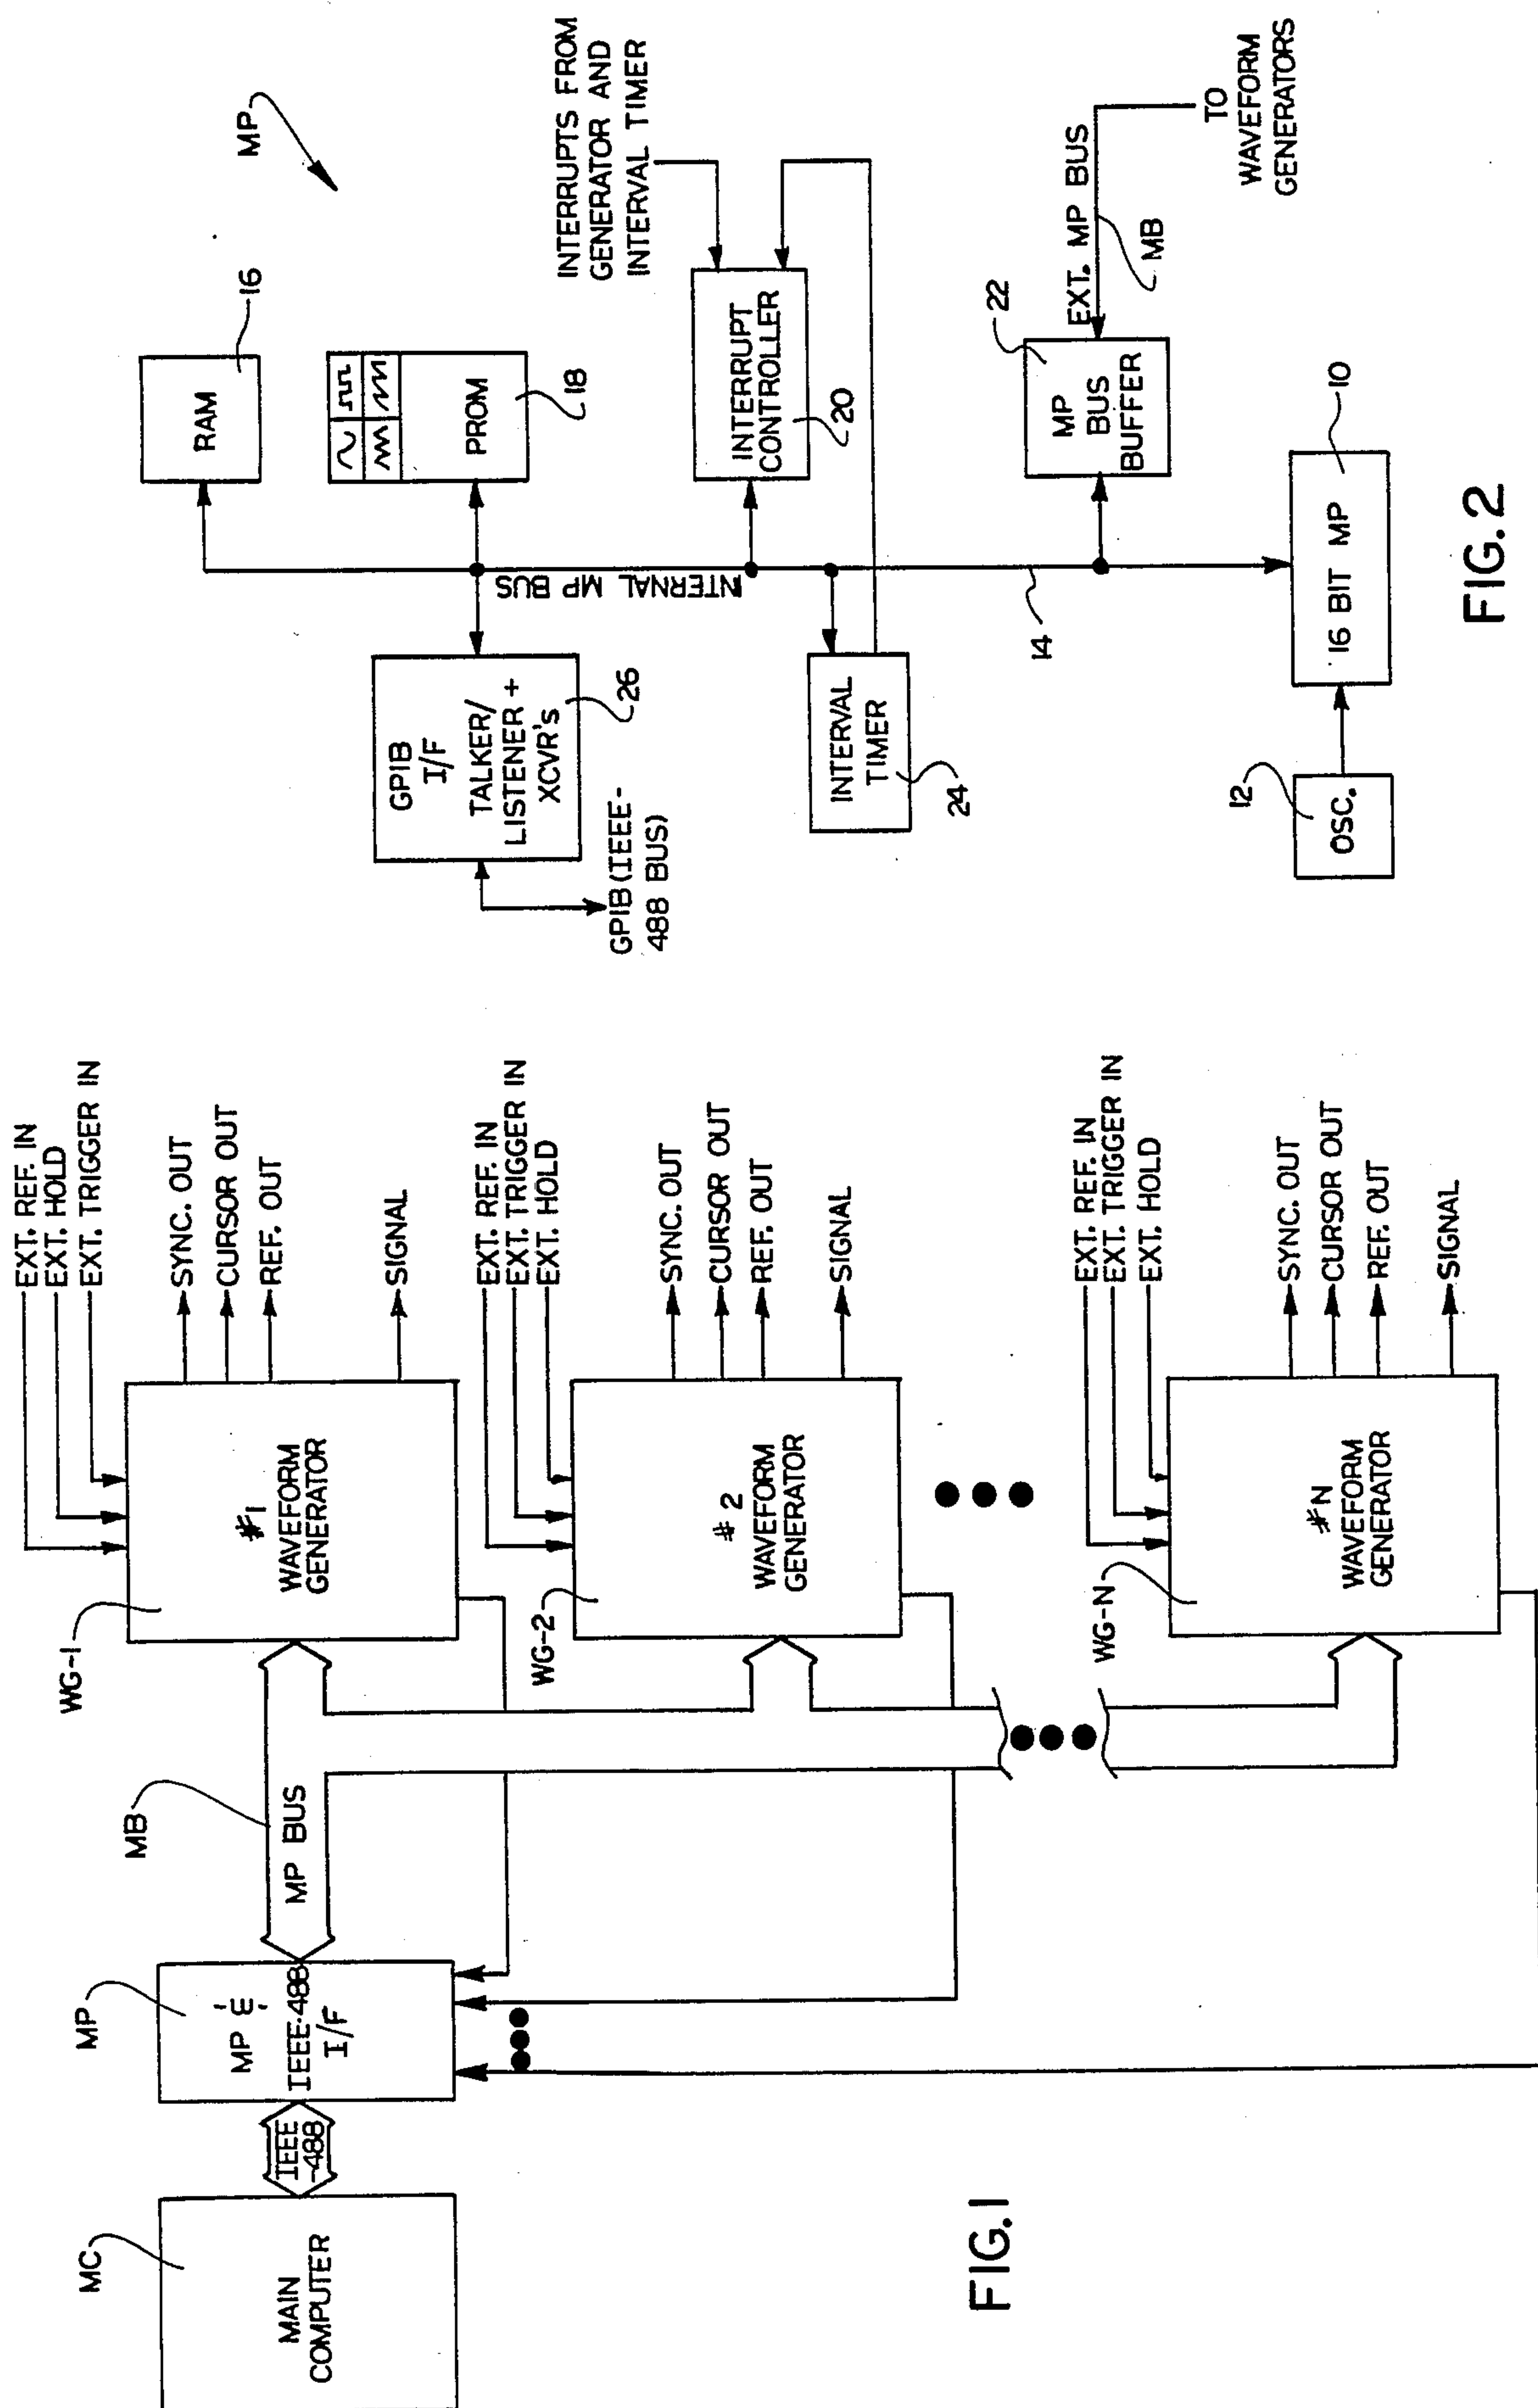 MC
MAIN
COMPUTER
IEEE
-488
MP
MP &
IEEE-488
I/F
MB
MP BUS
WG-1
#1
WAVEFORM
GENERATOR
EXT. REF. IN
EXT. HOLD
EXT. TRIGGER IN
SYNC. OUT
CURSOR OUT
REF. OUT
SIGNAL
WG-2
#2
WAVEFORM
GENERATOR
EXT. REF. IN
EXT. TRIGGER IN
EXT. HOLD
SYNC. OUT
CURSOR OUT
REF. OUT
SIGNAL
WG-N
#N
WAVEFORM
GENERATOR
EXT. REF. IN
EXT. TRIGGER IN
EXT. HOLD
SYNC. OUT
CURSOR OUT
REF. OUT
SIGNAL
FIG. 1
MP
RAM
16
PROM
18
GPIB
I/F
TALKER/
LISTENER +
XCVR's
26
GPIB (IEEE-
488 BUS)
INTERNAL MP BUS
INTERRUPTS FROM
GENERATOR AND
INTERVAL TIMER
INTERRUPT
CONTROLLER
20
INTERVAL
TIMER
24
14
22
MP
BUS
BUFFER
EXT. MP BUS
MB
TO
WAVEFORM
GENERATORS
12
OSC.
16 BIT MP
10
FIG. 2